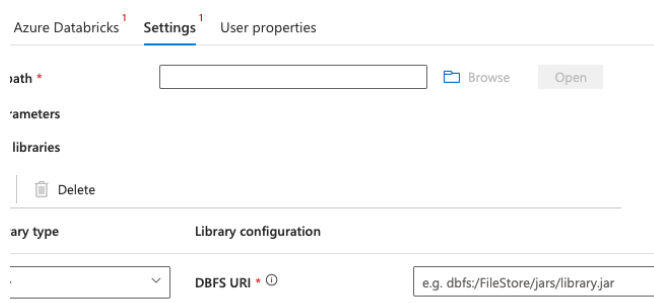 Azure Databricks 1 Settings 1 User properties
path * Browse Open
rameters
libraries
Delete
ary type Library configuration
DBFS URI * e.g. dbfs:/FileStore/jars/library.jar